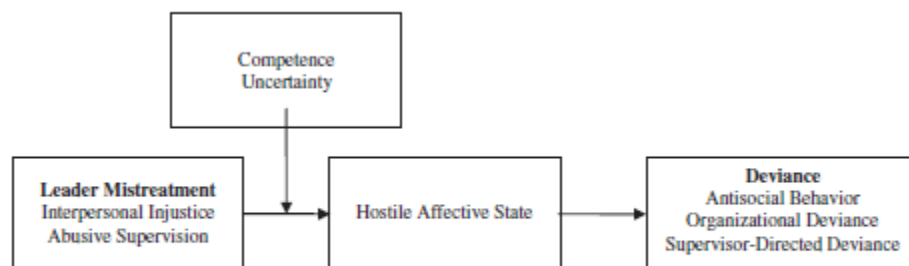 Competence
Uncertainty
Leader Mistreatment
Interpersonal Injustice
Abusive Supervision
Hostile Affective State
Deviance
Antisocial Behavior
Organizational Deviance
Supervisor-Directed Deviance